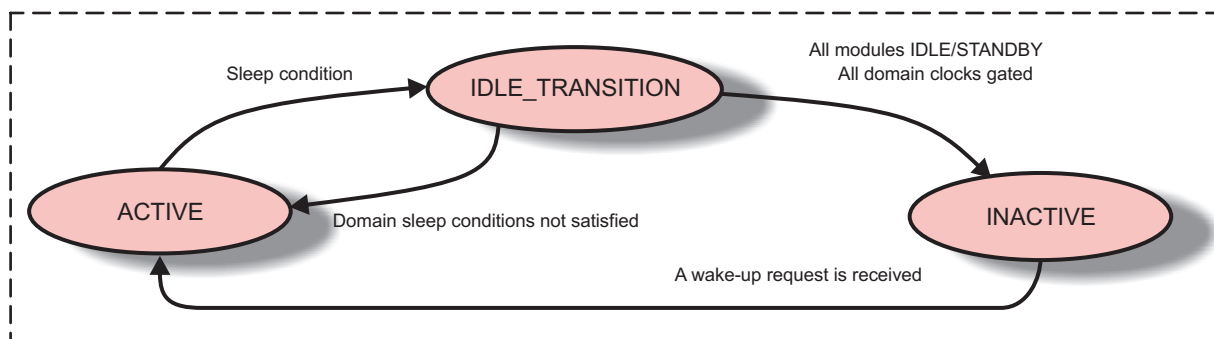 All modules IDLE/STANDBY
All domain clocks gated
Sleep condition
IDLE_TRANSITION
ACTIVE
Domain sleep conditions not satisfied
INACTIVE
A wake-up request is received